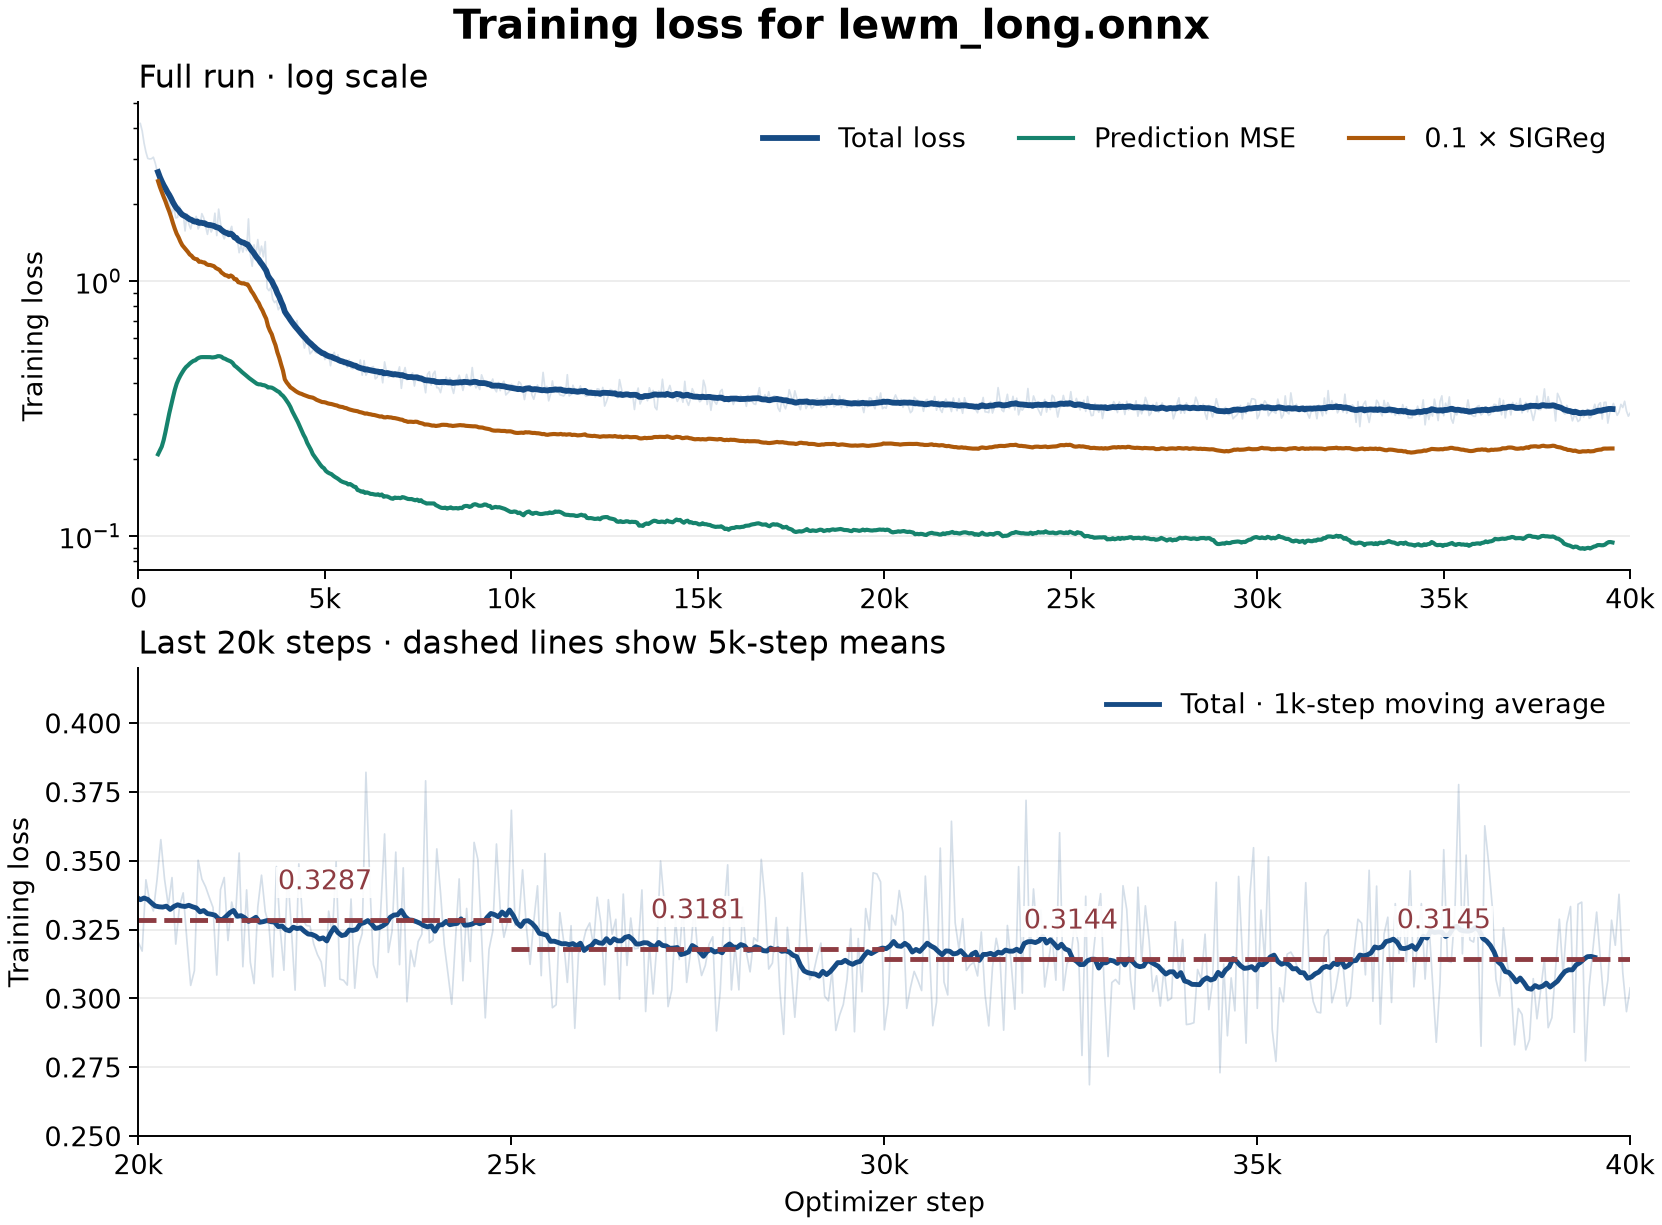 Training loss for lewm_long.onnx
Full run · log scale
Total loss
Prediction MSE
0.1 × SIGReg
Training loss
10⁰
10⁻¹
0 5k 10k 15k 20k 25k 30k 35k 40k
Last 20k steps · dashed lines show 5k-step means
Total · 1k-step moving average
Training loss
0.400
0.375
0.350
0.325
0.300
0.275
0.250
0.3287
0.3181
0.3144
0.3145
20k 25k 30k 35k 40k
Optimizer step